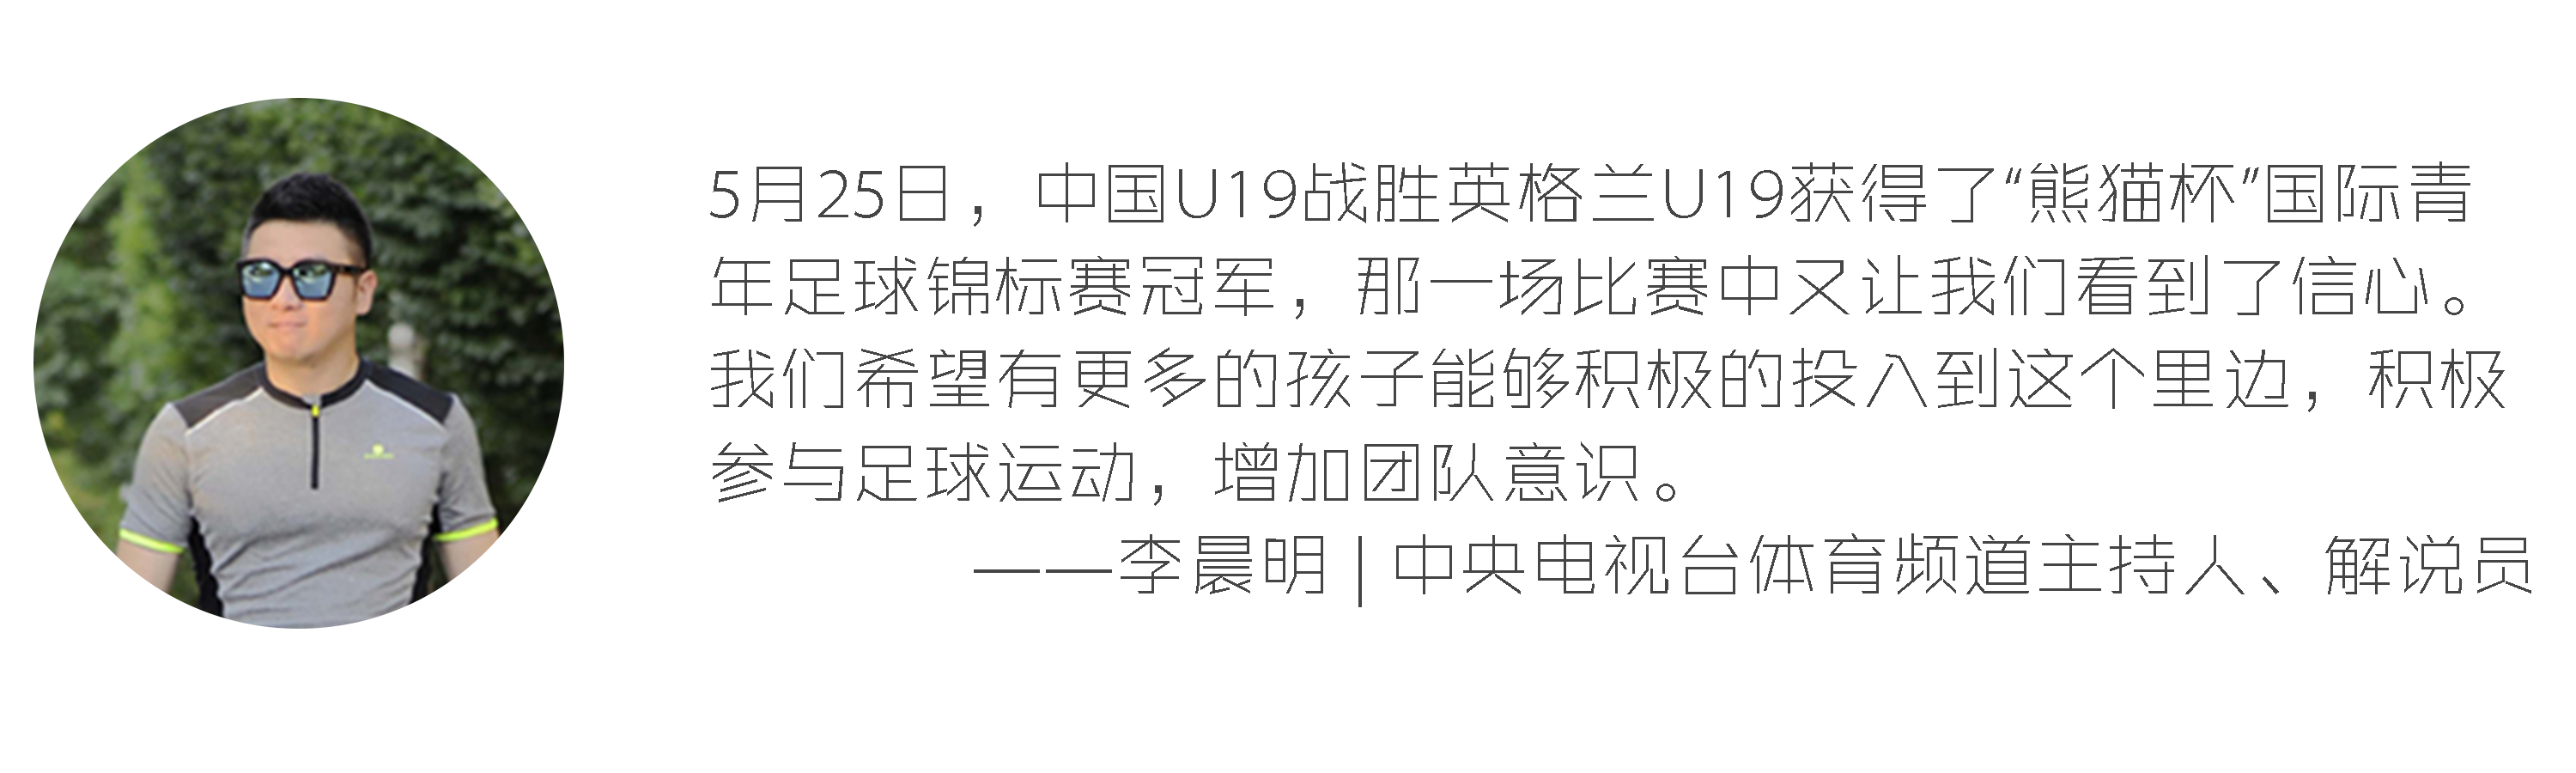 5月25日，中国U19战胜英格兰U19获得了“熊猫杯”国际青
年足球锦标赛冠军，那一场比赛中又让我们看到了信心。
我们希望有更多的孩子能够积极的投入到这个里边，积极
参与足球运动，增加团队意识。
——李晨明 | 中央电视台体育频道主持人、解说员